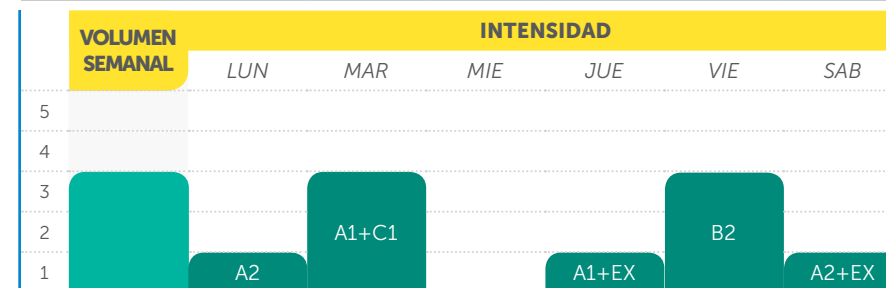 VOLUMEN
SEMANAL
INTENSIDAD
LUN MAR MIE JUE VIE SAB
5
4
3
2 A1+C1 B2
1 A2 A1+EX A2+EX